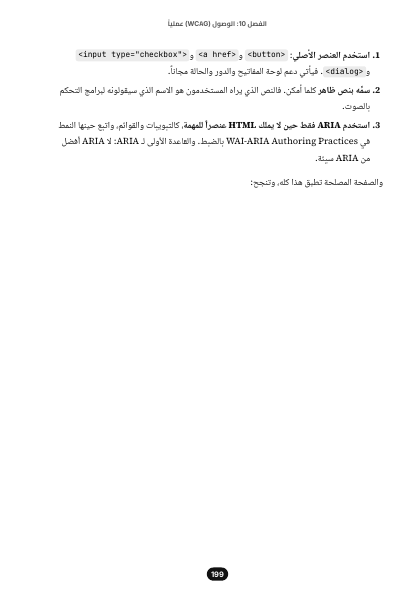 الفصل 10: الوصول (WCAG) عملياً
1. استخدم العنصر الأصلي: <button> و <a href> و <input type="checkbox">
و <dialog>. فيأتي دعم لوحة المفاتيح والدور والحالة مجاناً.
2. سمِّه بنص ظاهر كلما أمكن. فالنص الذي يراه المستخدمون هو الاسم الذي سيقولونه لبرامج التحكم
بالصوت.
3. استخدم ARIA فقط حين لا يملك HTML عنصراً للمهمة، كالتبويبات والقوائم، واتبع حينها النمط
في WAI-ARIA Authoring Practices بالضبط. والقاعدة الأولى لـ ARIA: لا ARIA أفضل
من ARIA سيئة.
والصفحة المصلحة تطبق هذا كله، وتنجح:
199